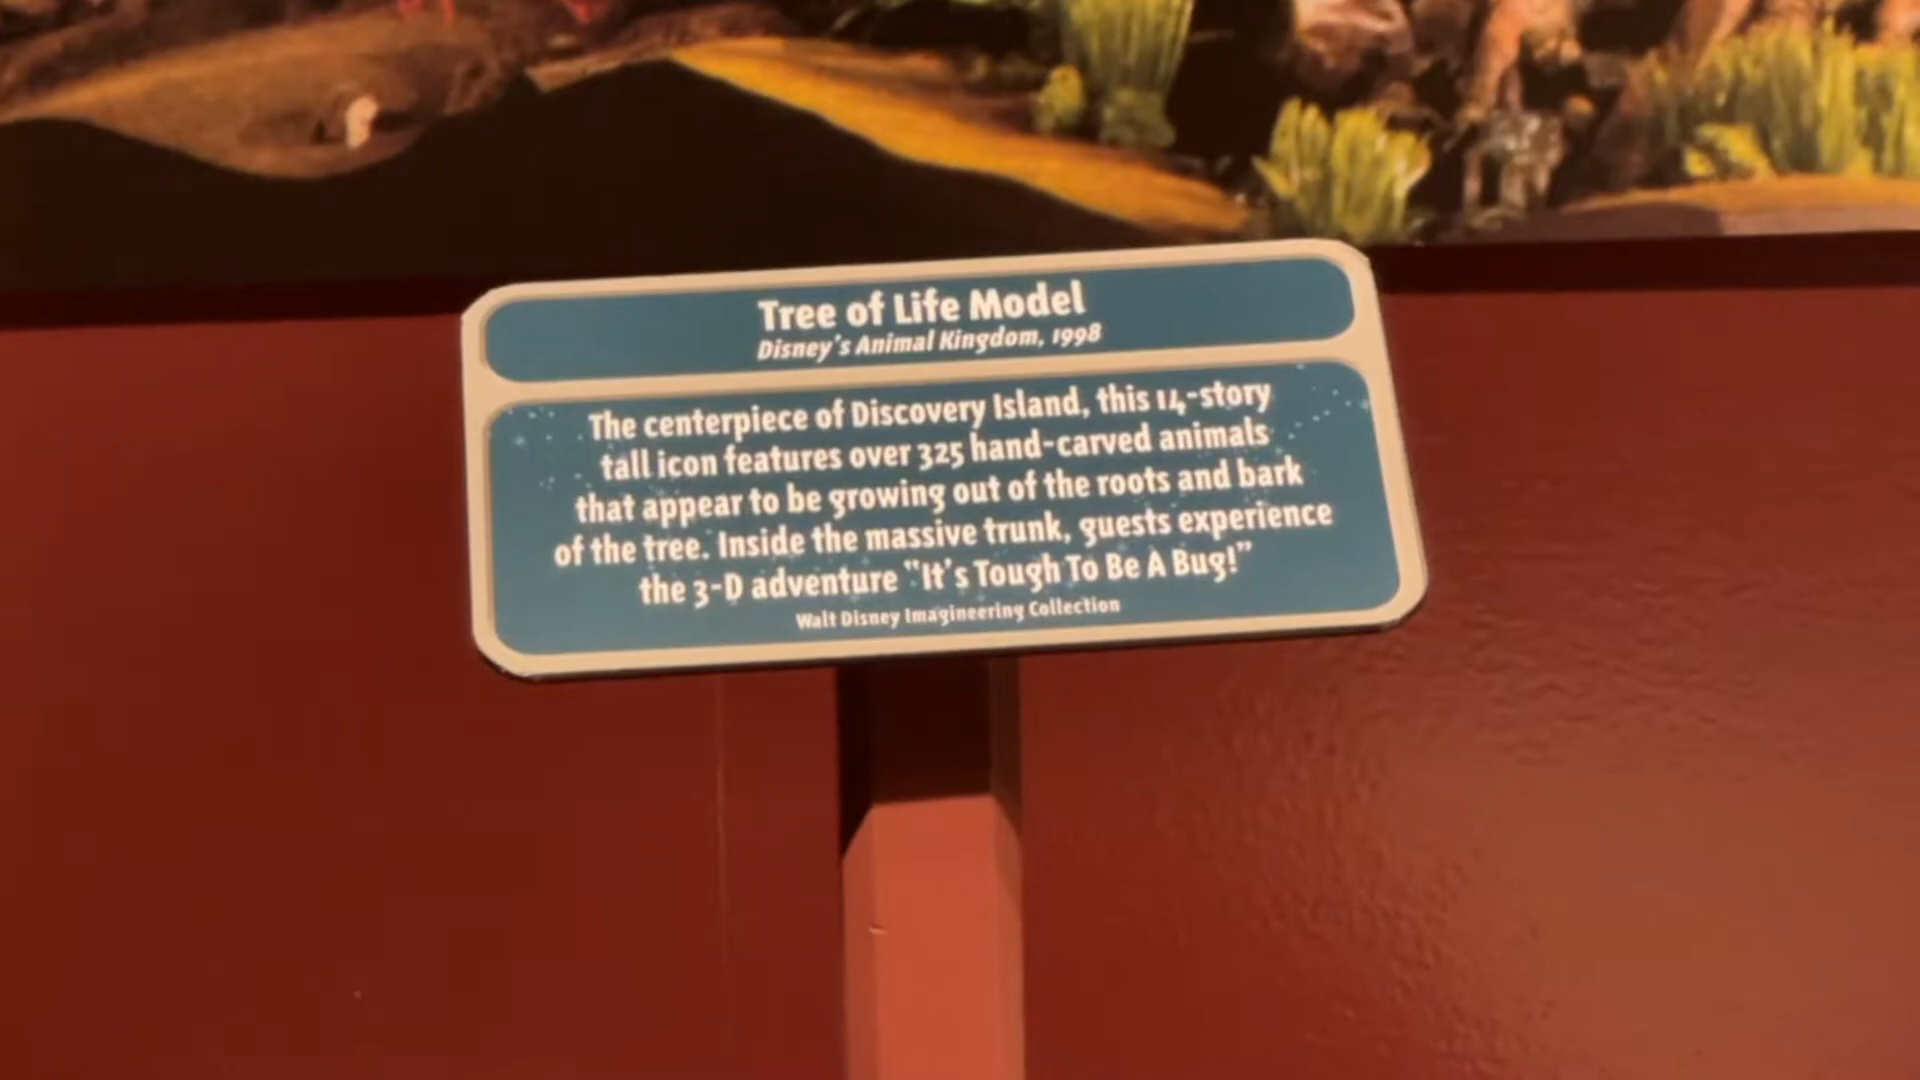 Tree of Life Model
Disney's Animal Kingdom, 1998
The centerpiece of Discovery Island, this 14-story
tall icon features over 325 hand-carved animals
that appear to be growing out of the roots and bark
of the tree. Inside the massive trunk, guests experience
the 3-D adventure "It's Tough To Be A Bug!"
Walt Disney Imagineering Collection